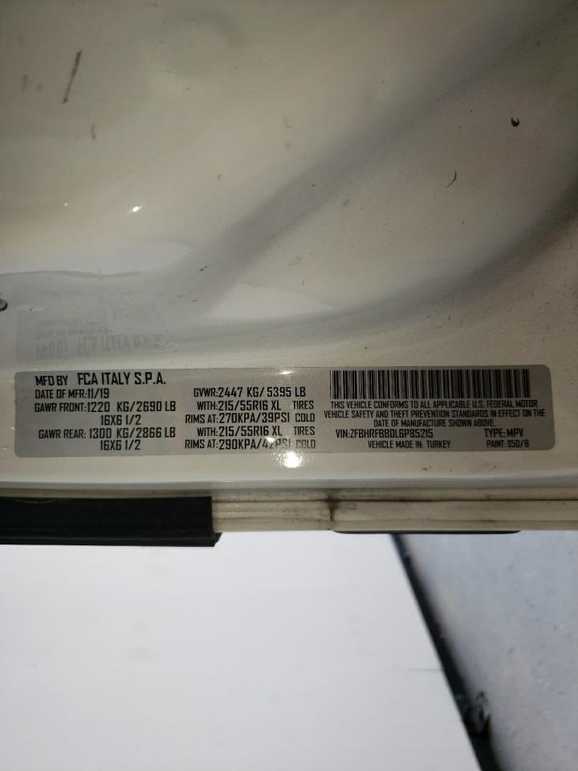 MFD BY FCA ITALY S.P.A.
DATE OF MFR:11/19
GAWR FRONT:1220 KG/2690 LB
16X6 1/2
GAWR REAR: 1300 KG/2866 LB
16X6 1/2
GVWR:2447 KG/ 5395 LB
WITH:215/55R16 XL TIRES
RIMS AT:270KPA/39PSI COLD
WITH:215/55R16 XL TIRES
RIMS AT:290KPA/42PSI COLD
THIS VEHICLE CONFORMS TO ALL APPLICABLE U.S. FEDERAL MOTOR
VEHICLE SAFETY AND THEFT PREVENTION STANDARDS IN EFFECT ON THE
DATE OF MANUFACTURE SHOWN ABOVE.
VIN:ZFBHRFBB0L6P85215 TYPE:MPV
VEHICLE MADE IN: TURKEY PAINT: